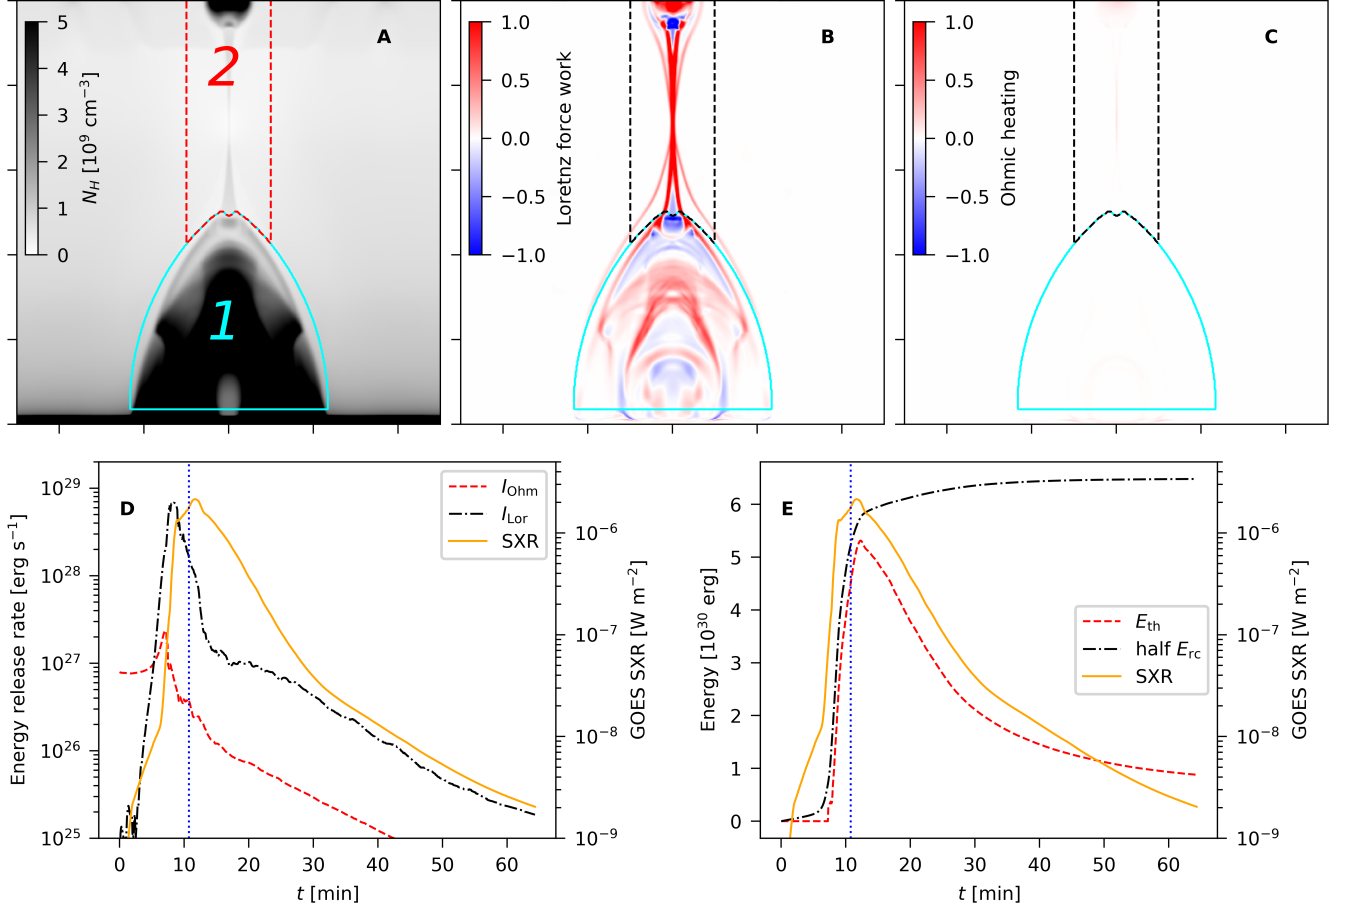 A
5
4
3
2
1
0
N_H [10^9 cm^−3]
2
1
B
1.0
0.5
0.0
−0.5
−1.0
Loretnz force work
C
1.0
0.5
0.0
−0.5
−1.0
Ohmic heating
D
10^29
10^28
10^27
10^26
10^25
Energy release rate [erg s^−1]
I_Ohm
I_Lor
SXR
10^−6
10^−7
10^−8
10^−9
GOES SXR [W m^−2]
0 10 20 30 40 50 60
t [min]
E
6
5
4
3
2
1
0
Energy [10^30 erg]
E_th
half E_rc
SXR
10^−6
10^−7
10^−8
10^−9
GOES SXR [W m^−2]
0 10 20 30 40 50 60
t [min]